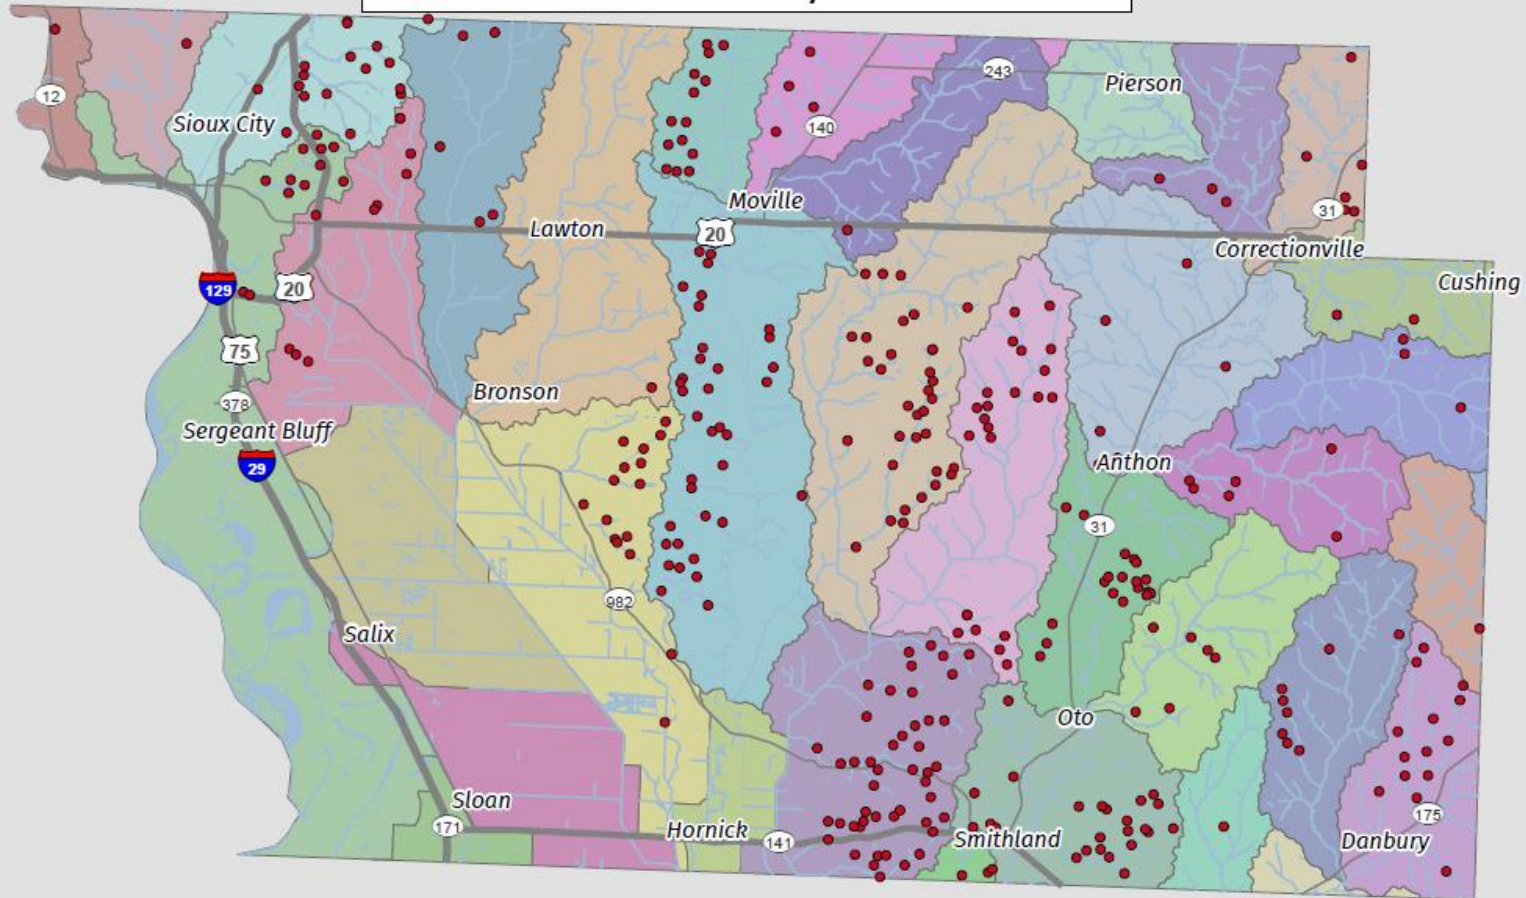 243
Pierson
12
Sioux City
140
Moville
31
Lawton
20
Correctionville
Cushing
129
20
75
Bronson
378
Sergeant Bluff
29
Anthon
31
982
Salix
Oto
Sloan
171
Hornick
141
Smithland
175
Danbury